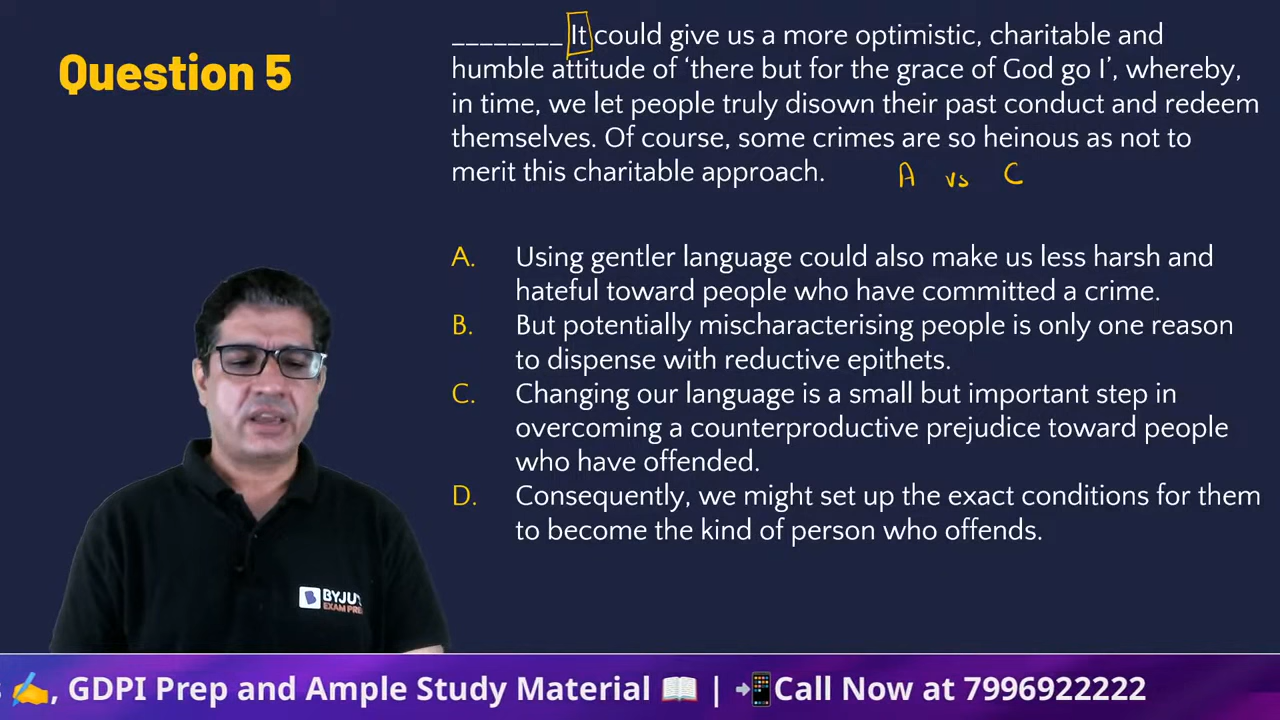 Question 5
________ It could give us a more optimistic, charitable and
humble attitude of ‘there but for the grace of God go I’, whereby,
in time, we let people truly disown their past conduct and redeem
themselves. Of course, some crimes are so heinous as not to
merit this charitable approach.
A vs C
A. Using gentler language could also make us less harsh and
hateful toward people who have committed a crime.
B. But potentially mischaracterising people is only one reason
to dispense with reductive epithets.
C. Changing our language is a small but important step in
overcoming a counterproductive prejudice toward people
who have offended.
D. Consequently, we might set up the exact conditions for them
to become the kind of person who offends.
BYJU'
EXAM PRE
s ✍️, GDPI Prep and Ample Study Material 📖 | 📲Call Now at 7996922222